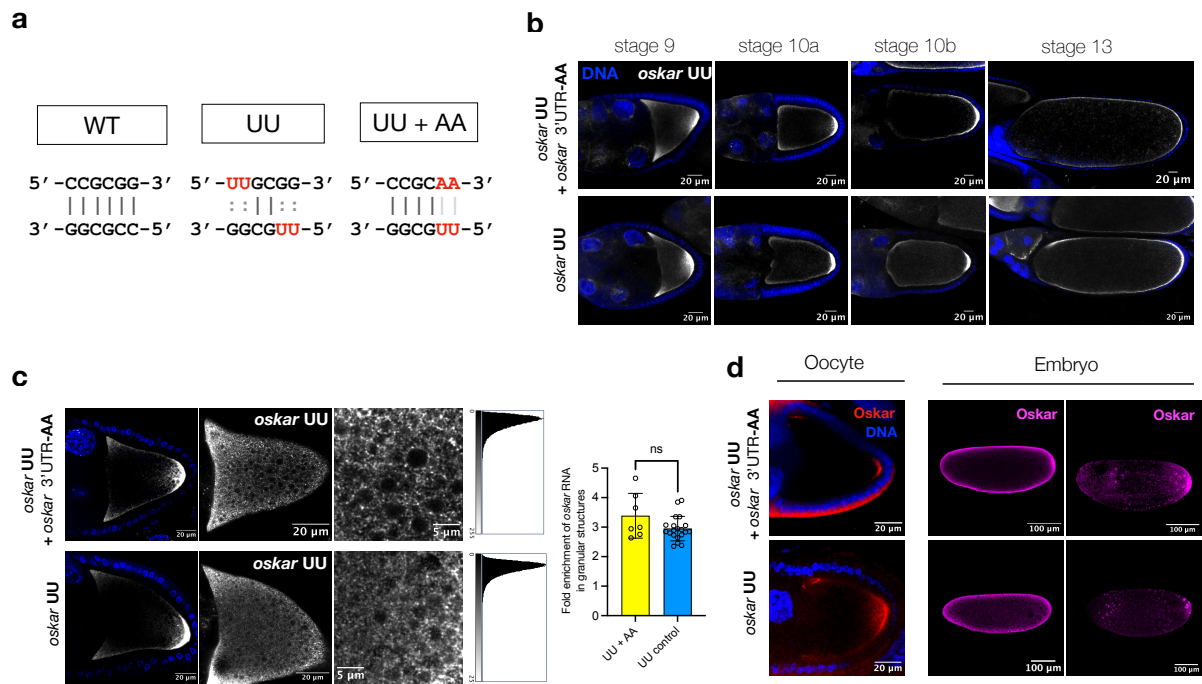 a
WT
UU
UU + AA
5’-CCGCGG-3’
5’-UUGCGG-3’
5’-CCGCAA-3’
3’-GGCGCC-5’
3’-GGCGUU-5’
3’-GGCGUU-5’
b
stage 9
stage 10a
stage 10b
stage 13
oskar UU
+ oskar 3’UTR-AA
DNA
oskar UU
20 µm
20 µm
20 µm
20 µm
oskar UU
20 µm
20 µm
20 µm
20 µm
c
oskar UU
+ oskar 3’UTR-AA
oskar UU
20 µm
20 µm
5 µm
0
255
oskar UU
oskar UU
20 µm
20 µm
5 µm
0
Fold enrichment of oskar RNA
in granular structures
ns
5
4
3
2
1
0
UU + AA
UU control
d
Oocyte
Embryo
oskar UU
+ oskar 3’UTR-AA
Oskar
DNA
20 µm
Oskar
100 µm
Oskar
100 µm
oskar UU
20 µm
100 µm
100 µm